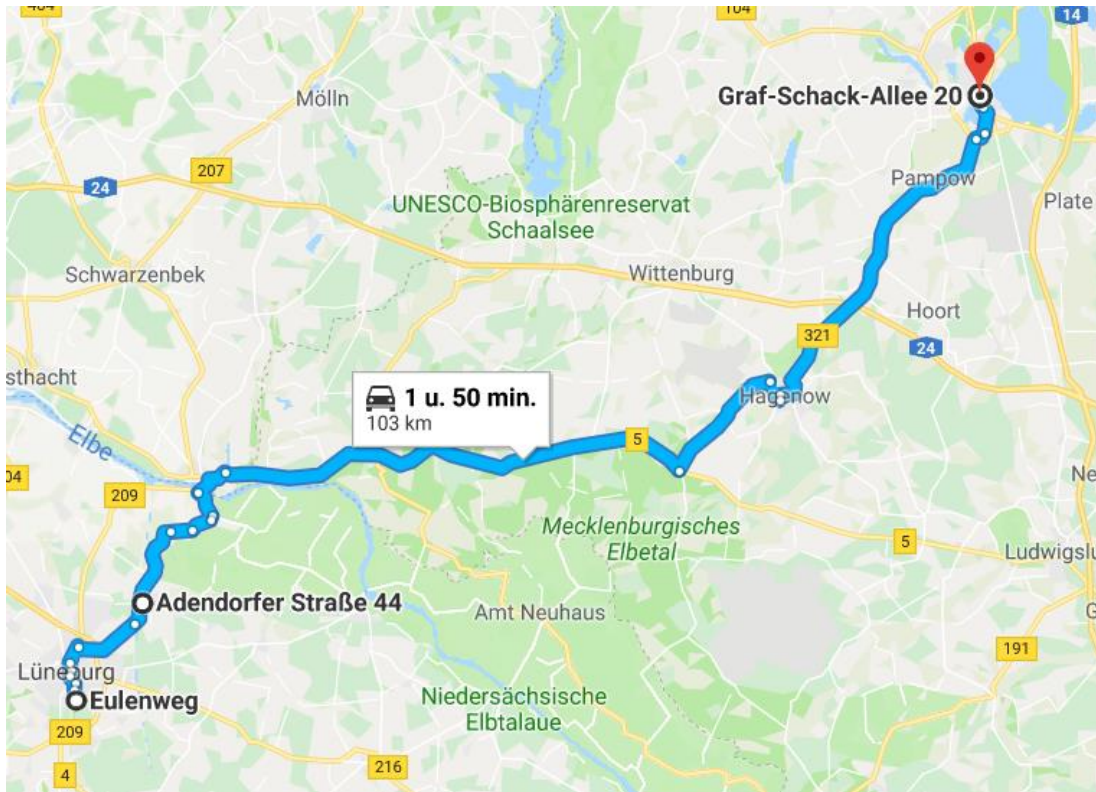 404
104
14
Mölln
Graf-Schack-Allee 20
207
24
Pampow
UNESCO-Biosphärenreservat
Schaalsee
Plate
Schwarzenbek
Wittenburg
Hoort
321
24
sthacht
1 u. 50 min.
103 km
Hagenow
Elbe
5
04
209
Ne
Mecklenburgisches
Elbetal
5
Ludwigslu
Adendorfer Straße 44
Amt Neuhaus
G
191
Lüneburg
Eulenweg
Niedersächsische
Elbtalaue
209
4
216